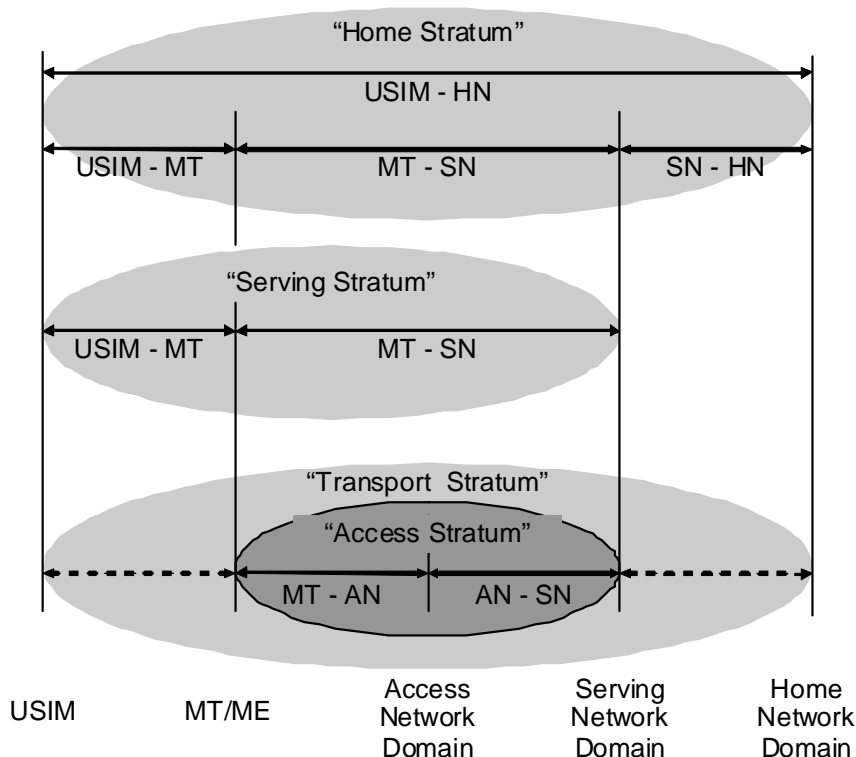 “Home Stratum”
USIM - HN
USIM - MT
MT - SN
SN - HN
“Serving Stratum”
USIM - MT
MT - SN
“Transport Stratum”
“Access Stratum”
MT - AN
AN - SN
USIM
MT/ME
Access
Network
Domain
Serving
Network
Domain
Home
Network
Domain